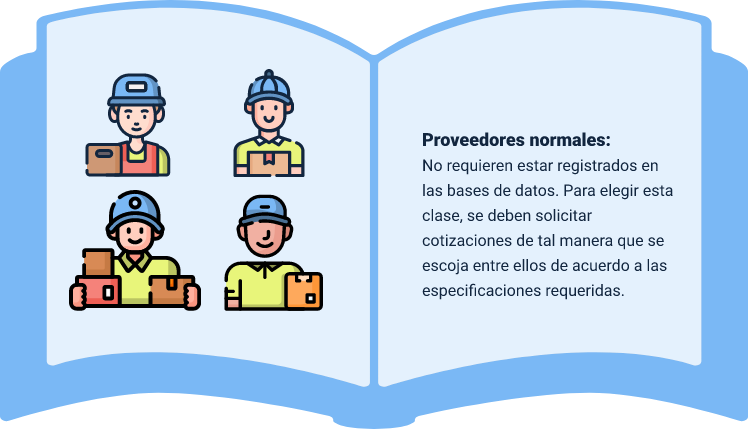 Proveedores normales:
No requieren estar registrados en
las bases de datos. Para elegir esta
clase, se deben solicitar
cotizaciones de tal manera que se
escoja entre ellos de acuerdo a las
especificaciones requeridas.